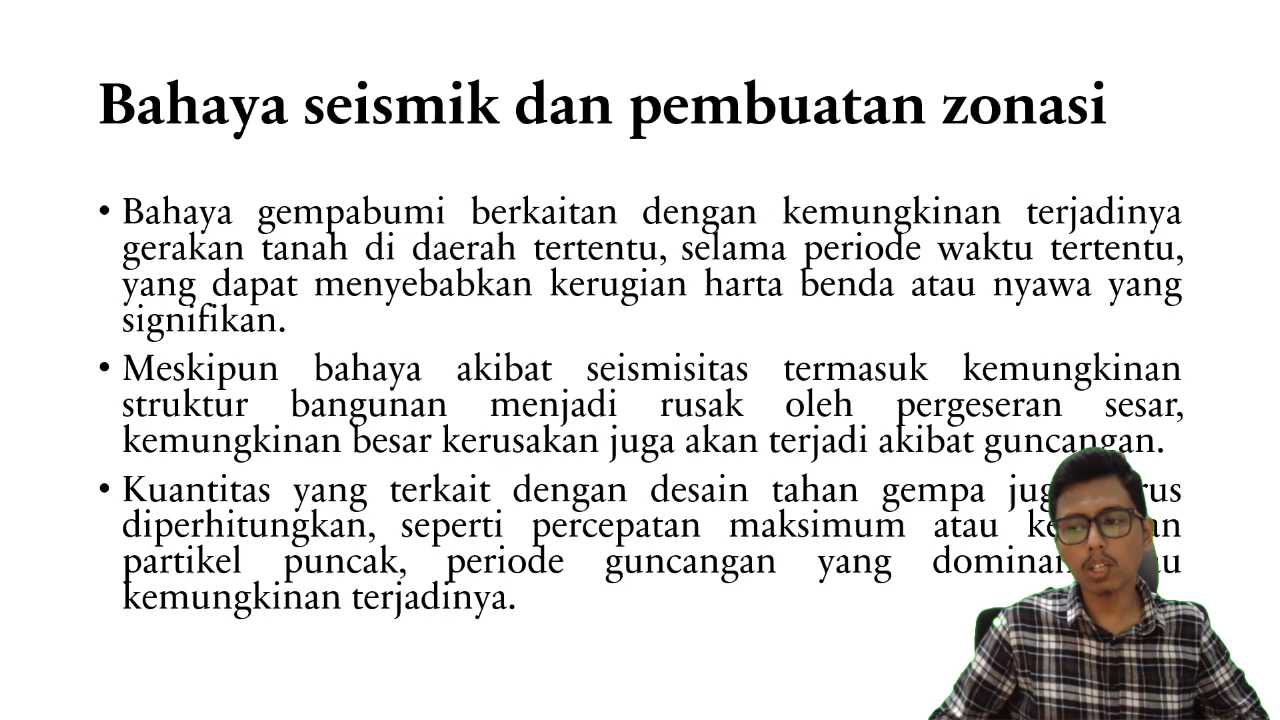 Bahaya seismik dan pembuatan zonasi
• Bahaya gempabumi berkaitan dengan kemungkinan terjadinya
gerakan tanah di daerah tertentu, selama periode waktu tertentu,
yang dapat menyebabkan kerugian harta benda atau nyawa yang
signifikan.
• Meskipun bahaya akibat seismisitas termasuk kemungkinan
struktur bangunan menjadi rusak oleh pergeseran sesar,
kemungkinan besar kerusakan juga akan terjadi akibat guncangan.
• Kuantitas yang terkait dengan desain tahan gempa
diperhitungkan, seperti percepatan maksimum atau
partikel puncak, periode guncangan yang
kemungkinan terjadinya.